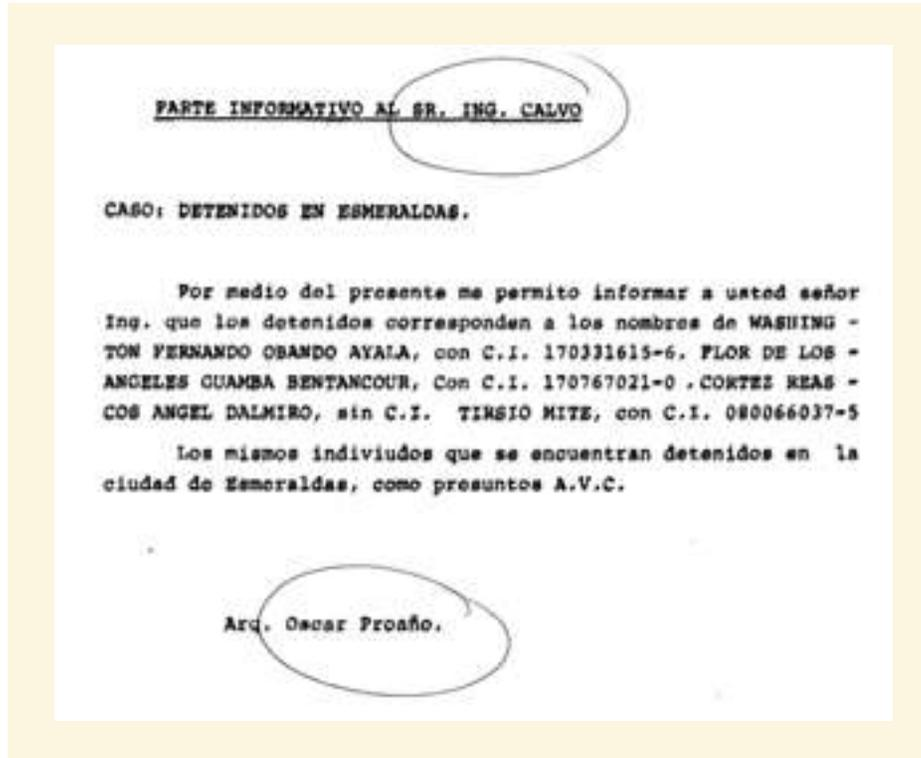 PARTE INFORMATIVO AL SR. ING. CALVO
CASO: DETENIDOS EN ESMERALDAS.
Por medio del presente me permito informar a usted señor
Ing. que los detenidos corresponden a los nombres de WASHING -
TON FERNANDO OBANDO AYALA, con C.I. 170331615-6. FLOR DE LOS -
ANGELES GUAMBA BENTANCOUR, Con C.I. 170767021-0 . CORTEZ REAS -
COS ANGEL DALMIRO, sin C.I. TIRSIO MITE, con C.I. 080066037-5
Los mismos indiviudos que se encuentran detenidos en la
ciudad de Esmeraldas, como presuntos A.V.C.
Arq. Oscar Proaño.